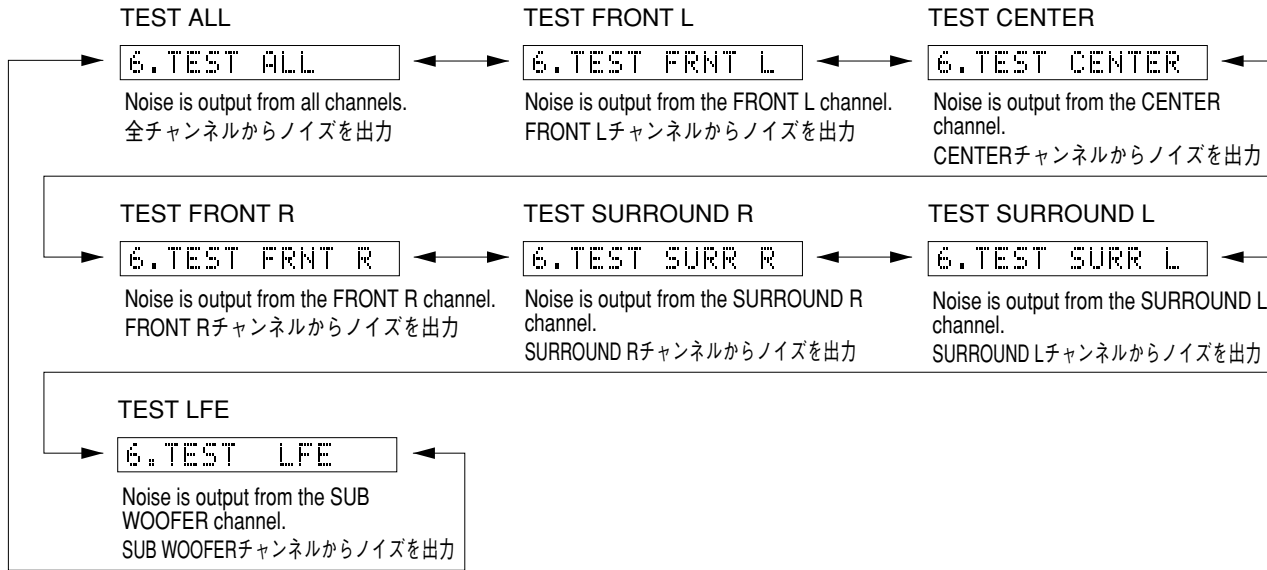 TEST ALL
6.TEST ALL
Noise is output from all channels.
全チャンネルからノイズを出力
TEST FRONT L
6.TEST FRNT L
Noise is output from the FRONT L channel.
FRONT Lチャンネルからノイズを出力
TEST CENTER
6.TEST CENTER
Noise is output from the CENTER
channel.
CENTERチャンネルからノイズを出力
TEST FRONT R
6.TEST FRNT R
Noise is output from the FRONT R channel.
FRONT Rチャンネルからノイズを出力
TEST SURROUND R
6.TEST SURR R
Noise is output from the SURROUND R
channel.
SURROUND Rチャンネルからノイズを出力
TEST SURROUND L
6.TEST SURR L
Noise is output from the SURROUND L
channel.
SURROUND Lチャンネルからノイズを出力
TEST LFE
6.TEST LFE
Noise is output from the SUB
WOOFER channel.
SUB WOOFERチャンネルからノイズを出力